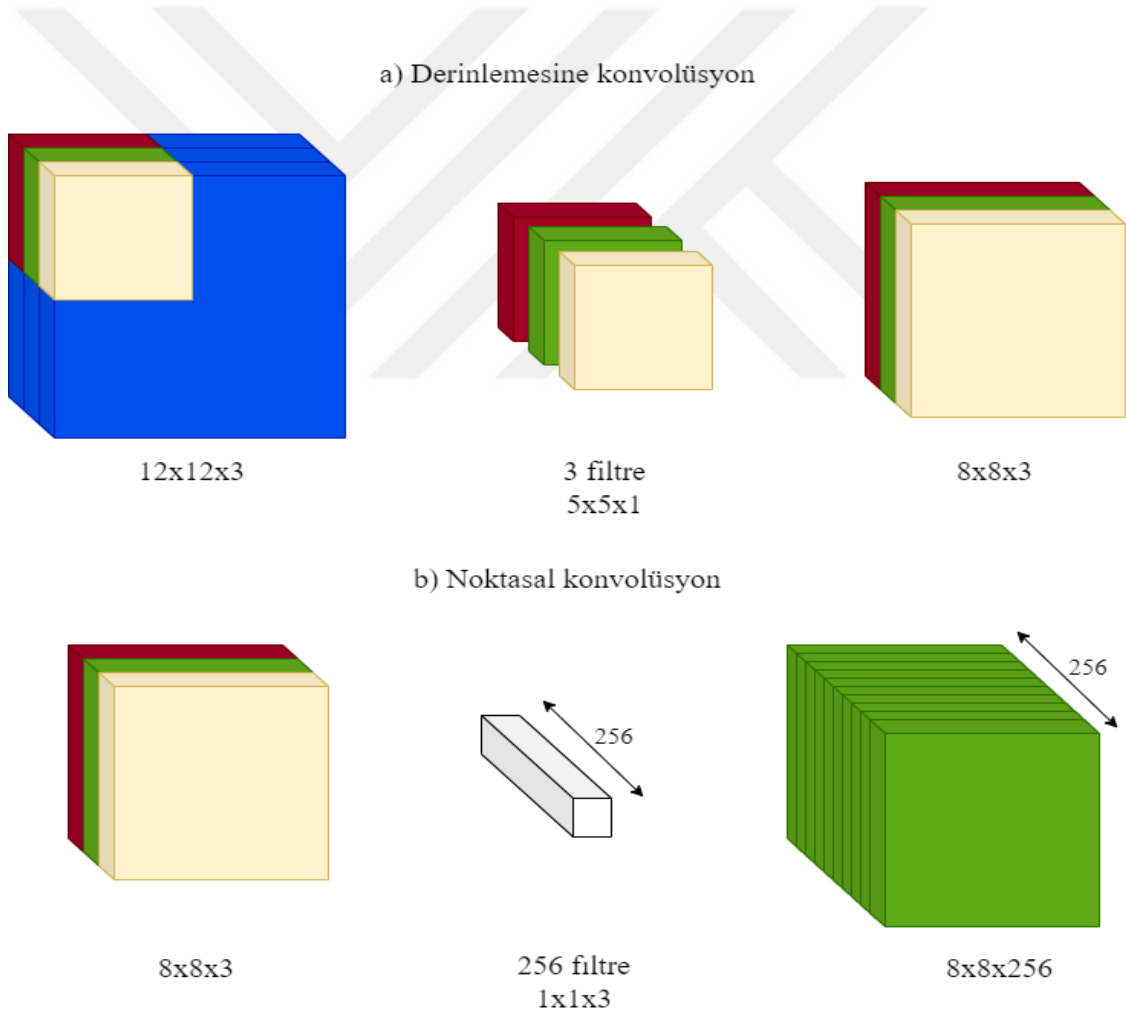 a) Derinlemesine konvolüsyon
12x12x3
3 filtre
5x5x1
8x8x3
b) Noktasal konvolüsyon
256
256
8x8x3
256 filtre
1x1x3
8x8x256